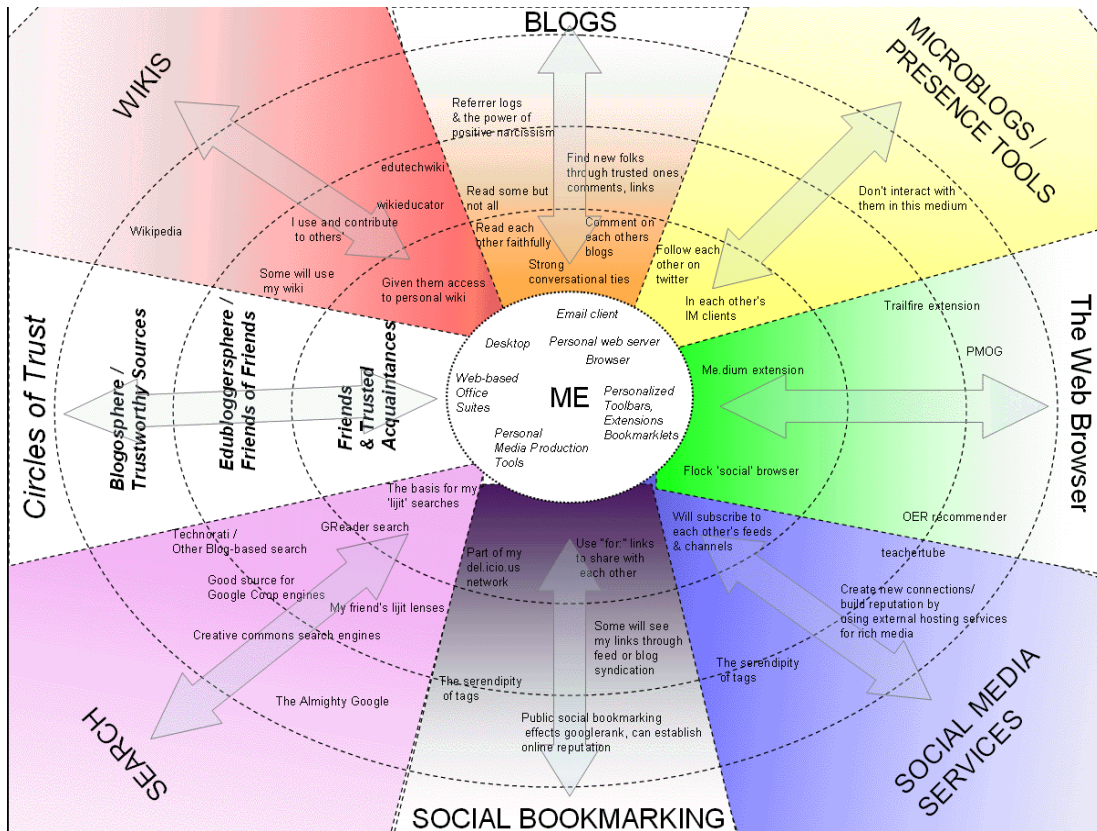 BLOGS
Referrer logs
& the power of
positive narcissism
Find new folks
through trusted ones,
comments, links
Read some but
not all
Read each
other faithfully
Comment on
each others
blogs
Strong
conversational ties
MICROBLOGS /
PRESENCE TOOLS
Don't interact with
them in this medium
Follow each
other on
twitter
In each other's
IM clients
The Web Browser
Trailfire extension
PMOG
Me.dium extension
Flock 'social' browser
OER recommender
SOCIAL MEDIA
SERVICES
Will subscribe to
each other's feeds
& channels
teachertube
Create new connections/
build reputation by
using external hosting services
for rich media
The serendipity
of tags
SOCIAL BOOKMARKING
Part of my
del.icio.us
network
Use "for:" links
to share with
each other
Some will see
my links through
feed or blog
syndication
The serendipity
of tags
Public social bookmarking
effects googlerank, can establish
online reputation
SEARCH
The basis for my
'lijit' searches
GReader search
Technorati /
Other Blog-based search
Good source for
Google Coop engines
My friend's lijit lenses
Creative commons search engines
The Almighty Google
Circles of Trust
Blogosphere /
Trustworthy Sources
Edubloggersphere /
Friends of Friends
Friends
& Trusted
Acquaintances
WIKIS
edutechwiki
wikieducator
I use and contribute
to others'
Wikipedia
Some will use
my wiki
Given them access
to personal wiki
Email client
Desktop
Personal web server
Browser
Web-based
Office
Suites
ME
Personalized
Toolbars,
Extensions
Bookmarklets
Personal
Media Production
Tools